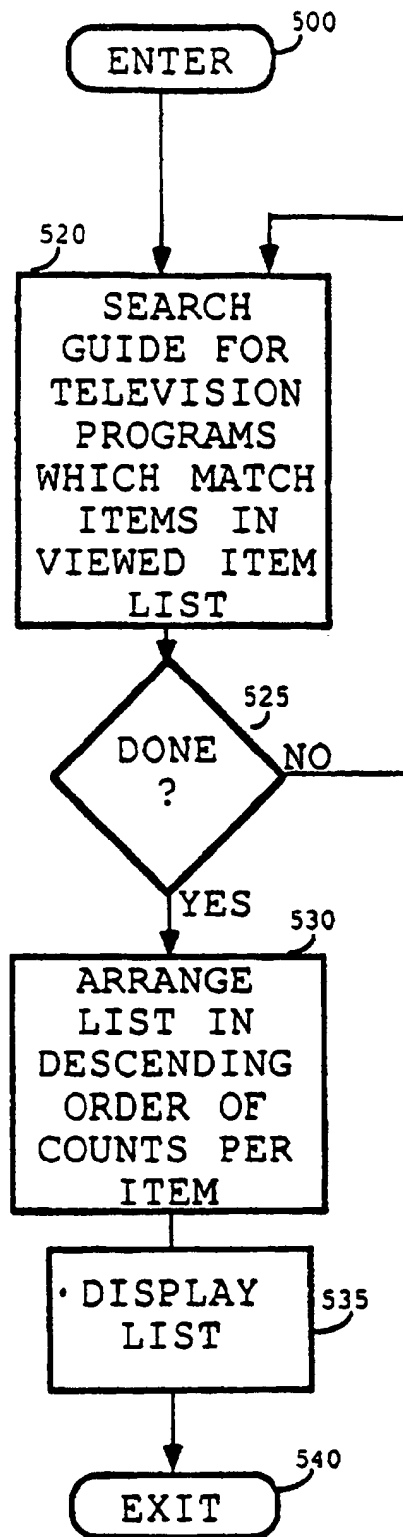 500
ENTER
520
SEARCH
GUIDE FOR
TELEVISION
PROGRAMS
WHICH MATCH
ITEMS IN
VIEWED ITEM
LIST
525
DONE
?
NO
YES
530
ARRANGE
LIST IN
DESCENDING
ORDER OF
COUNTS PER
ITEM
DISPLAY
LIST
535
540
EXIT